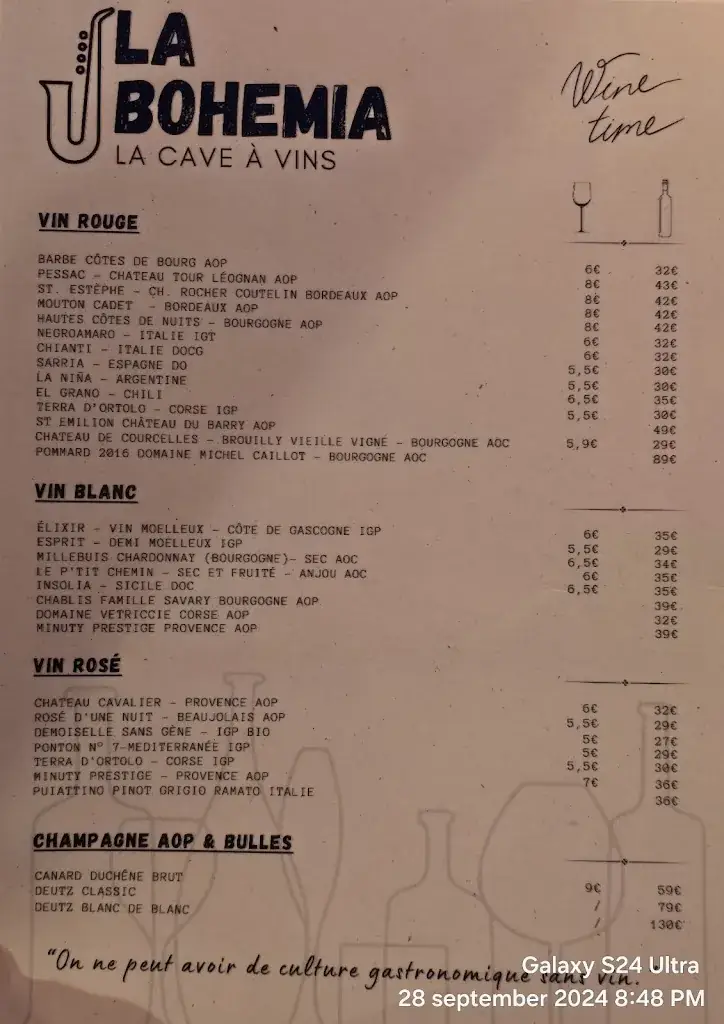 LA
BOHEMIA
LA CAVE À VINS
Wine
time
VIN ROUGE
BARBE CÔTES DE BOURG AOP 6€ 32€
PESSAC - CHATEAU TOUR LÉOGNAN AOP 8€ 43€
ST. ESTÈPHE - CH. ROCHER COUTELIN BORDEAUX AOP 8€ 42€
MOUTON CADET - BORDEAUX AOP 8€ 42€
HAUTES CÔTES DE NUITS - BOURGOGNE AOP 8€ 42€
NEGROAMARO - ITALIE IGT 6€ 32€
CHIANTI - ITALIE DOCG 6€ 32€
SARRIA - ESPAGNE DO 5,5€ 30€
LA NIÑA - ARGENTINE 5,5€ 30€
EL GRANO - CHILI 6,5€ 35€
TERRA D'ORTOLO - CORSE IGP 5,5€ 30€
ST EMILION CHÂTEAU DU BARRY AOP 49€
CHATEAU DE COURCELLES - BROUILLY VIEILLE VIGNE - BOURGOGNE AOC 5,9€ 29€
POMMARD 2016 DOMAINE MICHEL CAILLOT - BOURGOGNE AOC 89€
VIN BLANC
ÉLIXIR - VIN MOELLEUX - CÔTE DE GASCOGNE IGP 6€ 35€
ESPRIT - DEMI MOELLEUX IGP 5,5€ 29€
MILLEBUIS CHARDONNAY (BOURGOGNE)- SEC AOC 6,5€ 34€
LE P'TIT CHEMIN - SEC ET FRUITÉ - ANJOU AOC 6€ 35€
INSOLIA - SICILE DOC 6,5€ 35€
CHABLIS FAMILLE SAVARY BOURGOGNE AOP 39€
DOMAINE VETRICCIE CORSE AOP 32€
MINUTY PRESTIGE PROVENCE AOP 39€
VIN ROSÉ
CHATEAU CAVALIER - PROVENCE AOP 6€ 32€
ROSÉ D'UNE NUIT - BEAUJOLAIS AOP 5,5€ 29€
DEMOISELLE SANS GÊNE - IGP BIO 5€ 27€
PONTON N° 7-MEDITERRANÉE IGP 5€ 29€
TERRA D'ORTOLO - CORSE IGP 5,5€ 30€
MINUTY PRESTIGE - PROVENCE AOP 7€ 36€
PUIATTINO PINOT GRIGIO RAMATO ITALIE 36€
CHAMPAGNE AOP & BULLES
CANARD DUCHÊNE BRUT 9€ 59€
DEUTZ CLASSIC / 79€
DEUTZ BLANC DE BLANC / 130€
"On ne peut avoir de culture gastronomique sans vin."
Galaxy S24 Ultra
28 september 2024 8:48 PM